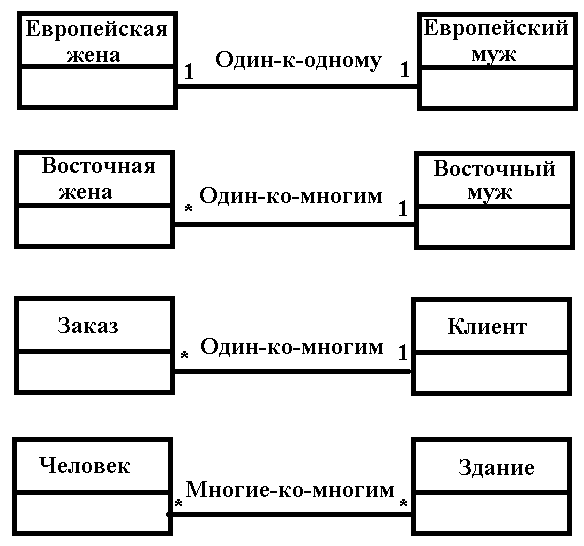 Европейская
жена
1
Один-к-одному
1
Европейский
муж
Восточная
жена
*
Один-ко-многим
1
Восточный
муж
Заказ
*
Один-ко-многим
1
Клиент
Человек
*
Многие-ко-многим
*
Здание